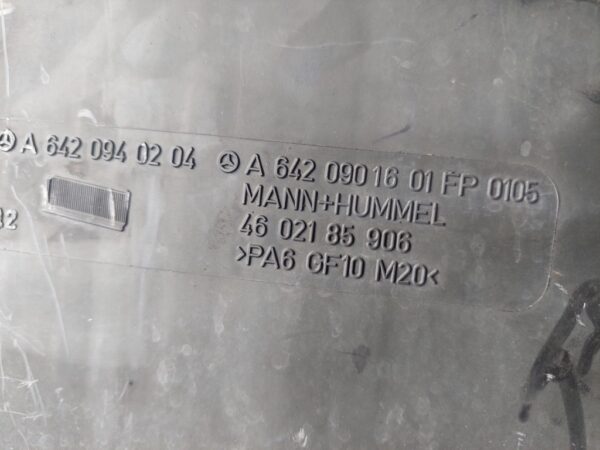 A 642 094 02 04
A 642 090 16 01 FP 0105
MANN+HUMMEL
46 021 85 906
>PA6 GF10 M20<